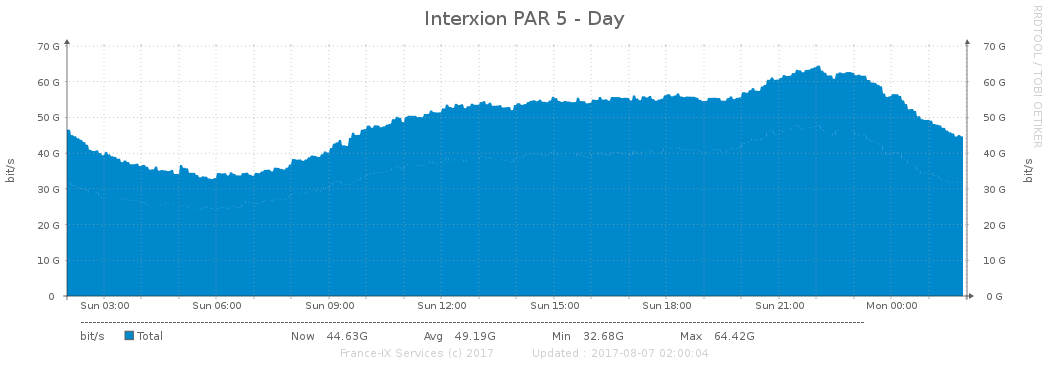 Interxion PAR 5 - Day
RRDTOOL / TOBI OETIKER
70 G 70 G
60 G 60 G
50 G 50 G
40 G 40 G
30 G 30 G
20 G 20 G
10 G 10 G
0 0 G
bit/s bit/s
Sun 03:00 Sun 06:00 Sun 09:00 Sun 12:00 Sun 15:00 Sun 18:00 Sun 21:00 Mon 00:00
bit/s Total Now 44.63G Avg 49.19G Min 32.68G Max 64.42G
France-IX Services (c) 2017 Updated : 2017-08-07 02:00:04